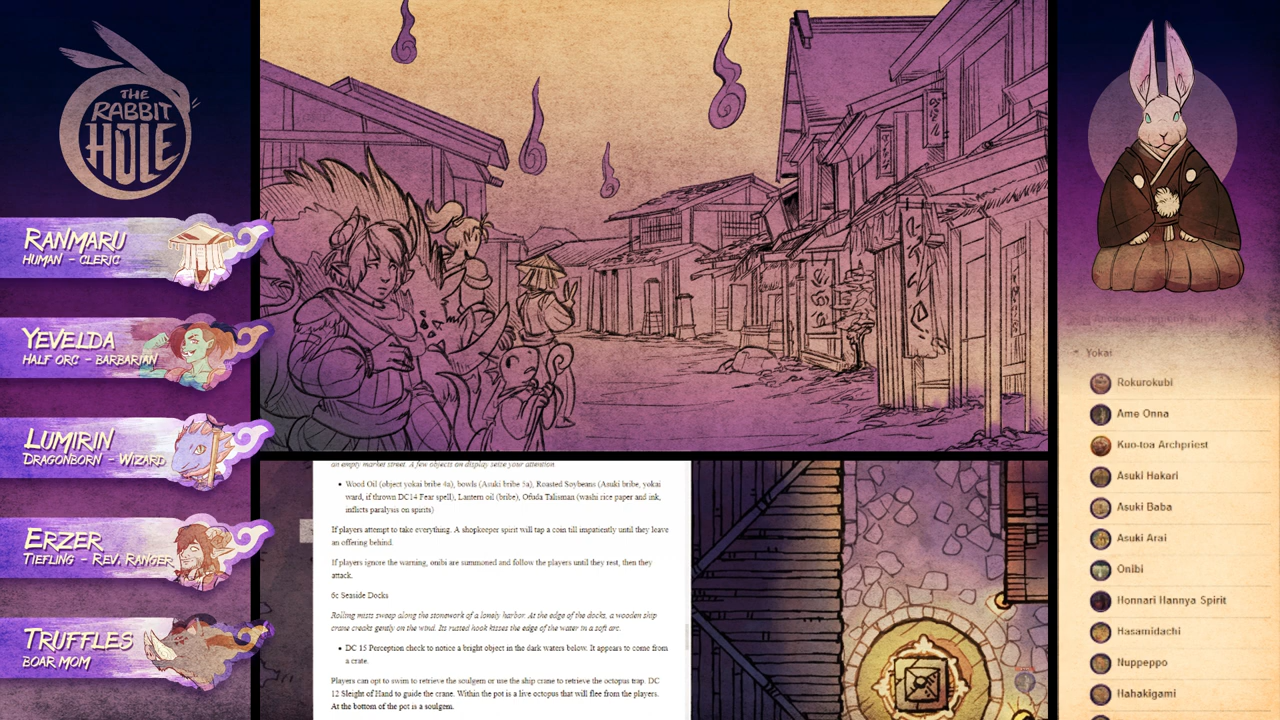 THE
RABBIT
HOLE
RANMARU
HUMAN - CLERIC
YEVELDA
HALF ORC - BARBARIAN
LUMIRIN
DRAGONBORN - WIZARD
ERZER
TIEFLING - REV. RANGER
TRUFFLES
BOAR MOM
an empty market street. A few objects on display seize your attention
• Wood Oil (object yokai bribe 4a), bowls (Asuki bribe 5a), Roasted Soybeans (Asuki bribe, yokai
ward, if thrown DC14 Fear spell), Lantern oil (bribe), Ofuda Talisman (washi rice paper and ink,
inflicts paralysis on spirits)
If players attempt to take everything. A shopkeeper spirit will tap a coin till impatiently until they leave
an offering behind.
If players ignore the warning, onibi are summoned and follow the players until they rest, then they
attack.
6c Seaside Docks
Rolling mists sweep along the stonework of a lonely harbor. At the edge of the docks, a wooden ship
crane creaks gently on the wind. Its rusted hook kisses the edge of the water in a soft arc.
• DC 15 Perception check to notice a bright object in the dark waters below. It appears to come from
a crate.
Players can opt to swim to retrieve the soulgem or use the ship crane to retrieve the octopus trap. DC
12 Sleight of Hand to guide the crane. Within the pot is a live octopus that will flee from the players.
At the bottom of the pot is a soulgem.
Yokai
Rokurokubi
Ame Onna
Kuo-toa Archpriest
Asuki Hakari
Asuki Baba
Asuki Arai
Onibi
Honnari Hannya Spirit
Hasamidachi
Nuppeppo
Hahakigami